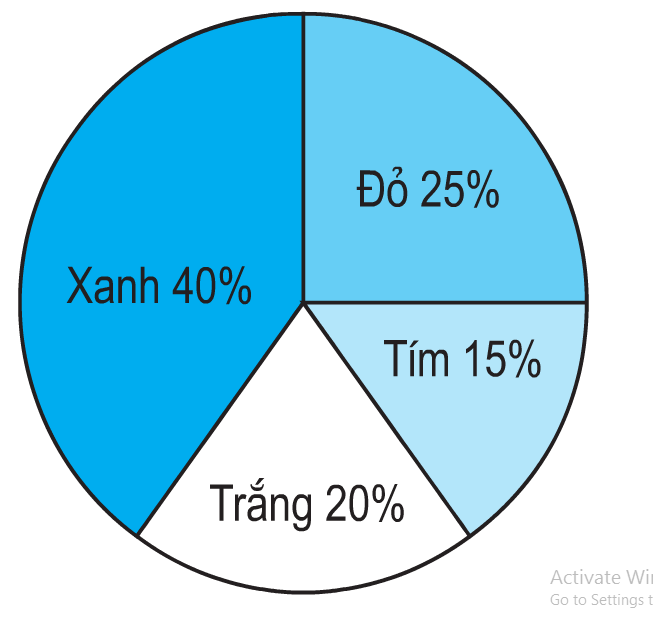 Đỏ 25%
Xanh 40%
Tím 15%
Trắng 20%
Activate Wi
Go to Settings t